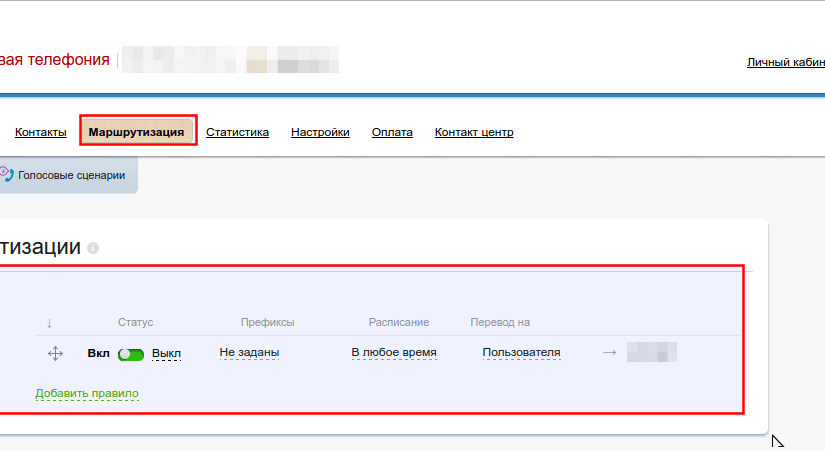 вая телефония
Личный кабин
Контакты Маршрутизация Статистика Настройки Оплата Контакт центр
Голосовые сценарии
тизации
↓ Статус Префиксы Расписание Перевод на
Вкл Выкл Не заданы В любое время Пользователя →
Добавить правило